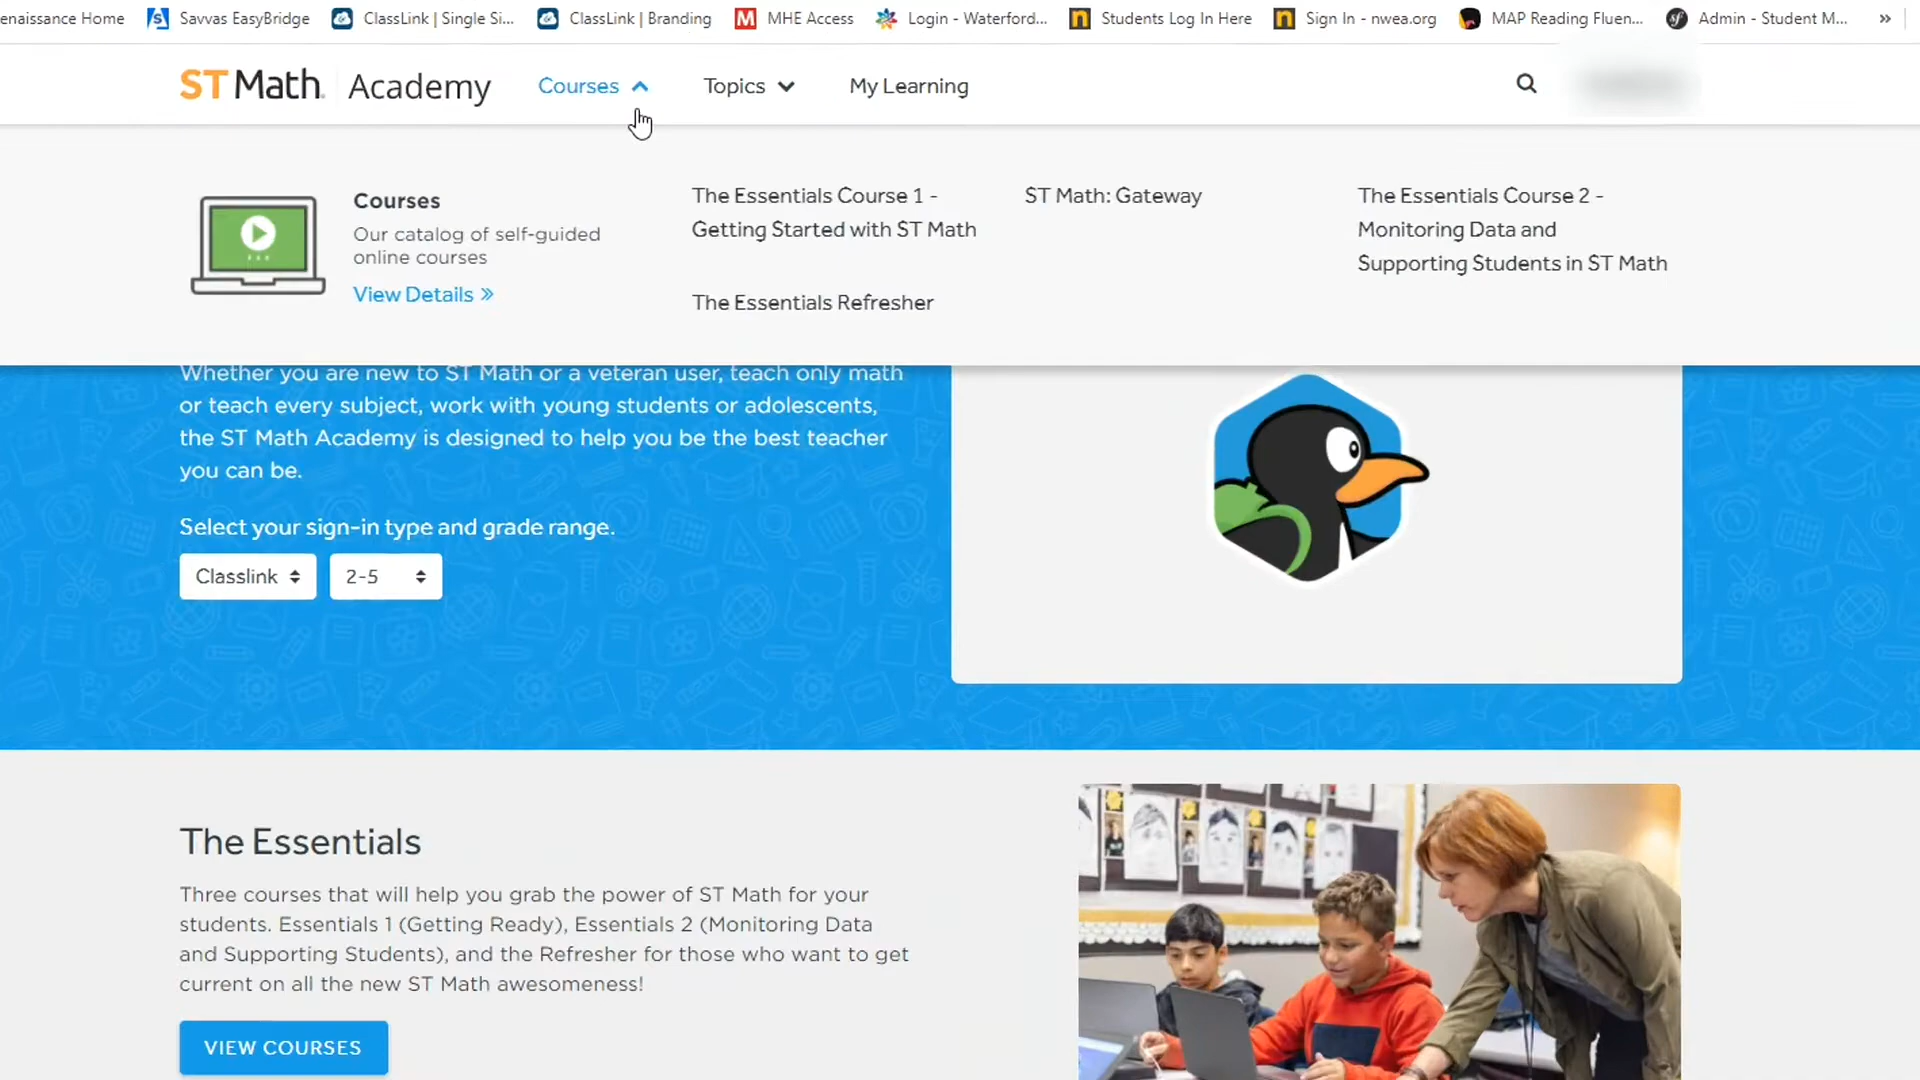 enaissance Home Savvas EasyBridge ClassLink | Single Si... ClassLink | Branding MHE Access Login - Waterford... Students Log In Here Sign In - nwea.org MAP Reading Fluen... Admin - Student M... »
ST Math. Academy Courses Topics My Learning
Courses
Our catalog of self-guided
online courses
View Details »
The Essentials Course 1 -
Getting Started with ST Math
The Essentials Refresher
ST Math: Gateway
The Essentials Course 2 -
Monitoring Data and
Supporting Students in ST Math
Whether you are new to ST Math or a veteran user, teach only math
or teach every subject, work with young students or adolescents,
the ST Math Academy is designed to help you be the best teacher
you can be.
Select your sign-in type and grade range.
Classlink 2-5
The Essentials
Three courses that will help you grab the power of ST Math for your
students. Essentials 1 (Getting Ready), Essentials 2 (Monitoring Data
and Supporting Students), and the Refresher for those who want to get
current on all the new ST Math awesomeness!
VIEW COURSES